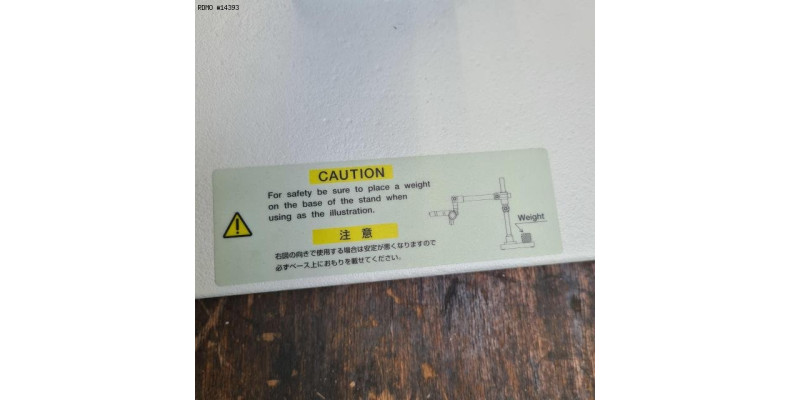 RDMO #14393
CAUTION
For safety be sure to place a weight
on the base of the stand when
using as the illustration.
注意
右図の向きで使用する場合は安定が悪くなりますので
必ずベース上におもりを載せてください。
Weight